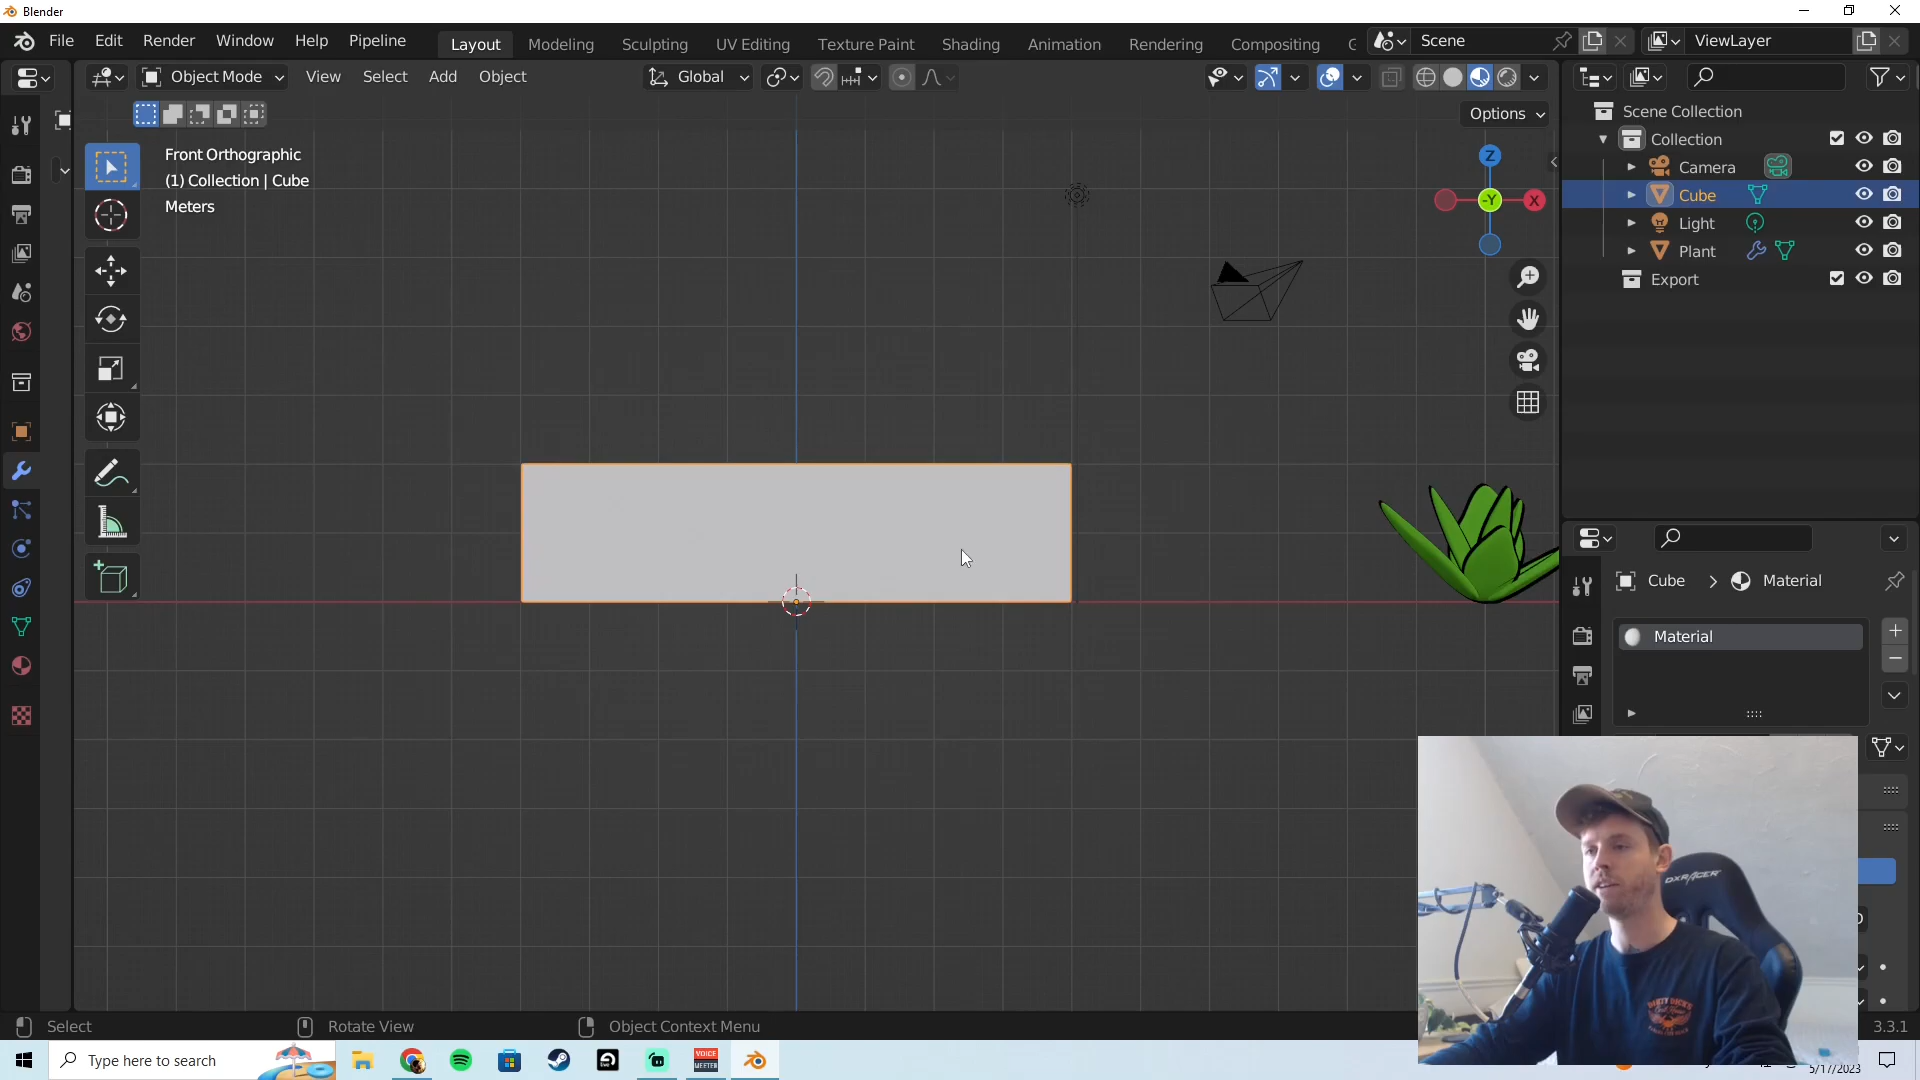 Blender
File Edit Render Window Help Pipeline Layout Modeling Sculpting UV Editing Texture Paint Shading Animation Rendering Compositing Scene ViewLayer
Object Mode View Select Add Object Global
Options
Front Orthographic
(1) Collection | Cube
Meters
Z
-Y
X
Scene Collection
Collection
Camera
Cube
Light
Plant
Export
Cube > Material
Material
DXRACER
Select Rotate View Object Context Menu 3.3.1
Type here to search
VOICE
MEETER
5/17/2023